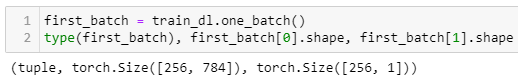 1 first_batch = train_dl.one_batch()
2 type(first_batch), first_batch[0].shape, first_batch[1].shape
(tuple, torch.Size([256, 784]), torch.Size([256, 1]))